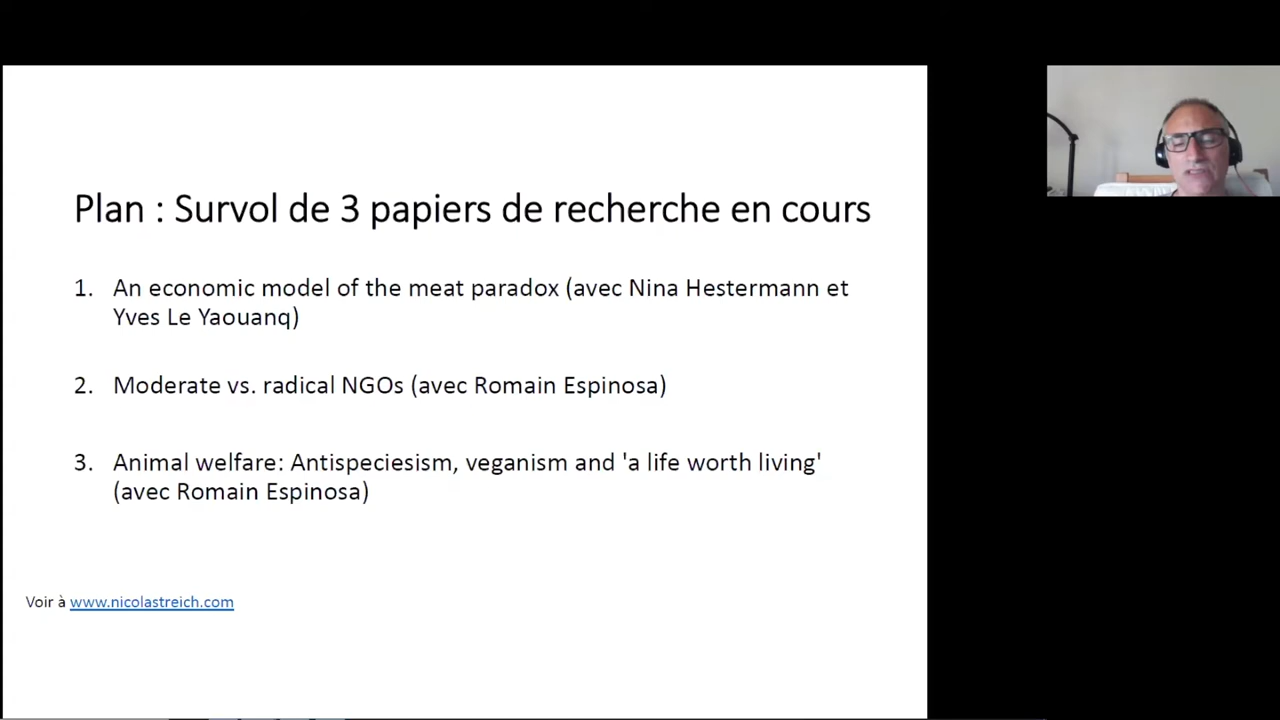 Plan : Survol de 3 papiers de recherche en cours
1. An economic model of the meat paradox (avec Nina Hestermann et
Yves Le Yaouanq)
2. Moderate vs. radical NGOs (avec Romain Espinosa)
3. Animal welfare: Antispeciesism, veganism and 'a life worth living'
(avec Romain Espinosa)
Voir à www.nicolastreich.com